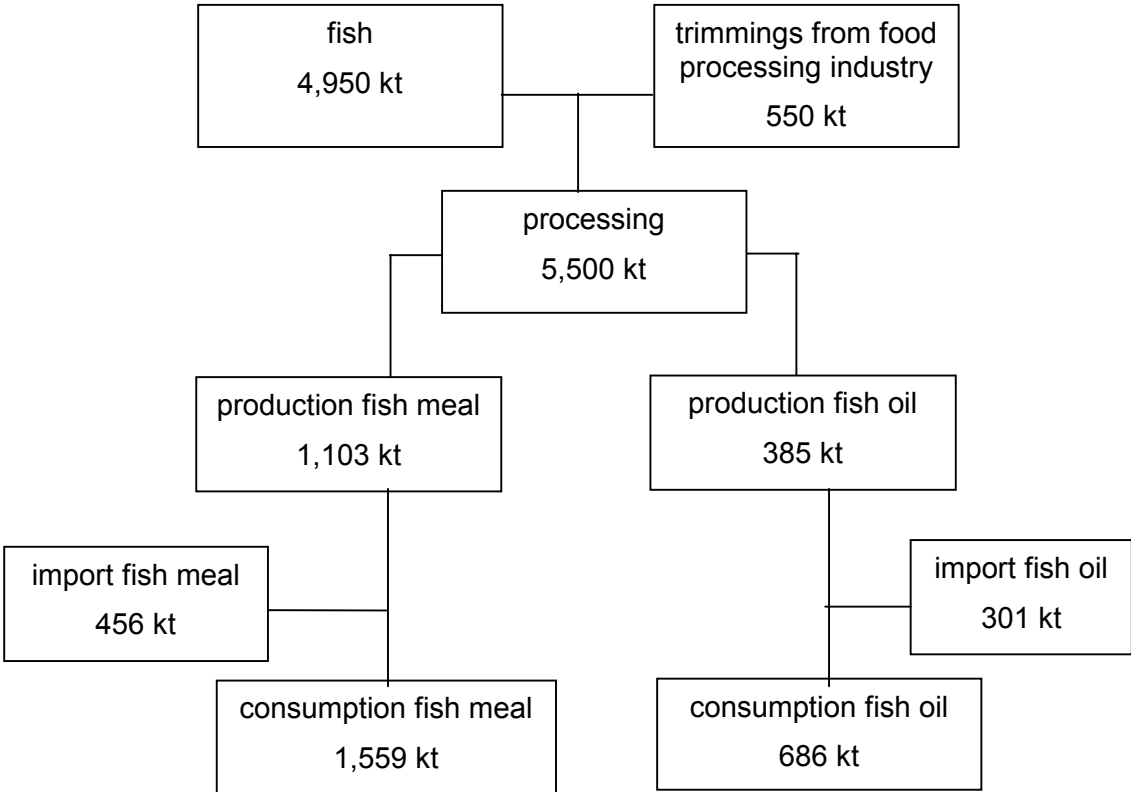 fish
4,950 kt
trimmings from food
processing industry
550 kt
processing
5,500 kt
production fish meal
1,103 kt
production fish oil
385 kt
import fish meal
456 kt
import fish oil
301 kt
consumption fish meal
1,559 kt
consumption fish oil
686 kt